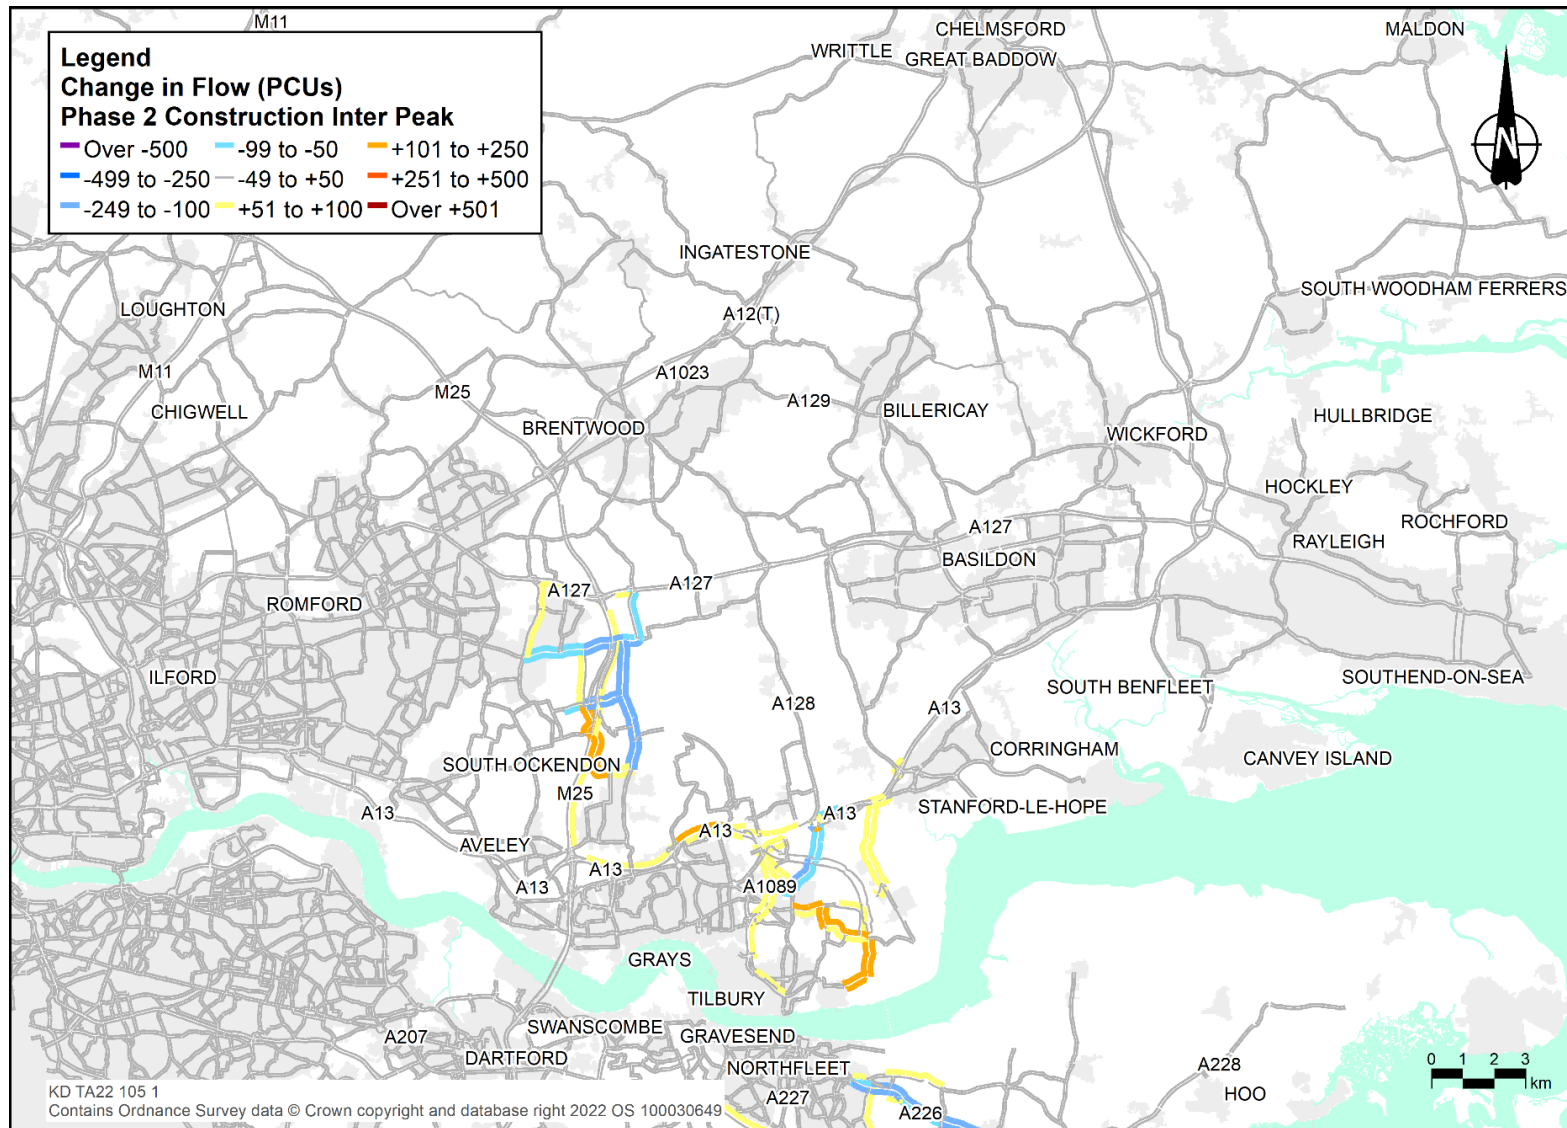 M11
CHELMSFORD
MALDON
WRITTLE
GREAT BADDOW
Legend
Change in Flow (PCUs)
Phase 2 Construction Inter Peak
Over -500 -99 to -50 +101 to +250
-499 to -250 -49 to +50 +251 to +500
-249 to -100 +51 to +100 Over +501
N
INGATESTONE
SOUTH WOODHAM FERRERS
LOUGHTON
A12(T)
M11
A1023
M25
A129
CHIGWELL
BILLERICAY
HULLBRIDGE
BRENTWOOD
WICKFORD
HOCKLEY
A127
ROCHFORD
RAYLEIGH
BASILDON
A127
A127
ROMFORD
ILFORD
SOUTHEND-ON-SEA
SOUTH BENFLEET
A128
A13
CORRINGHAM
CANVEY ISLAND
SOUTH OCKENDON
M25
STANFORD-LE-HOPE
A13
A13
A13
AVELEY
A13
A13
A1089
GRAYS
TILBURY
SWANSCOMBE
A207
GRAVESEND
DARTFORD
NORTHFLEET
A228
0 1 2 3
km
KD TA22 105 1
A227
HOO
Contains Ordnance Survey data © Crown copyright and database right 2022 OS 100030649
A226